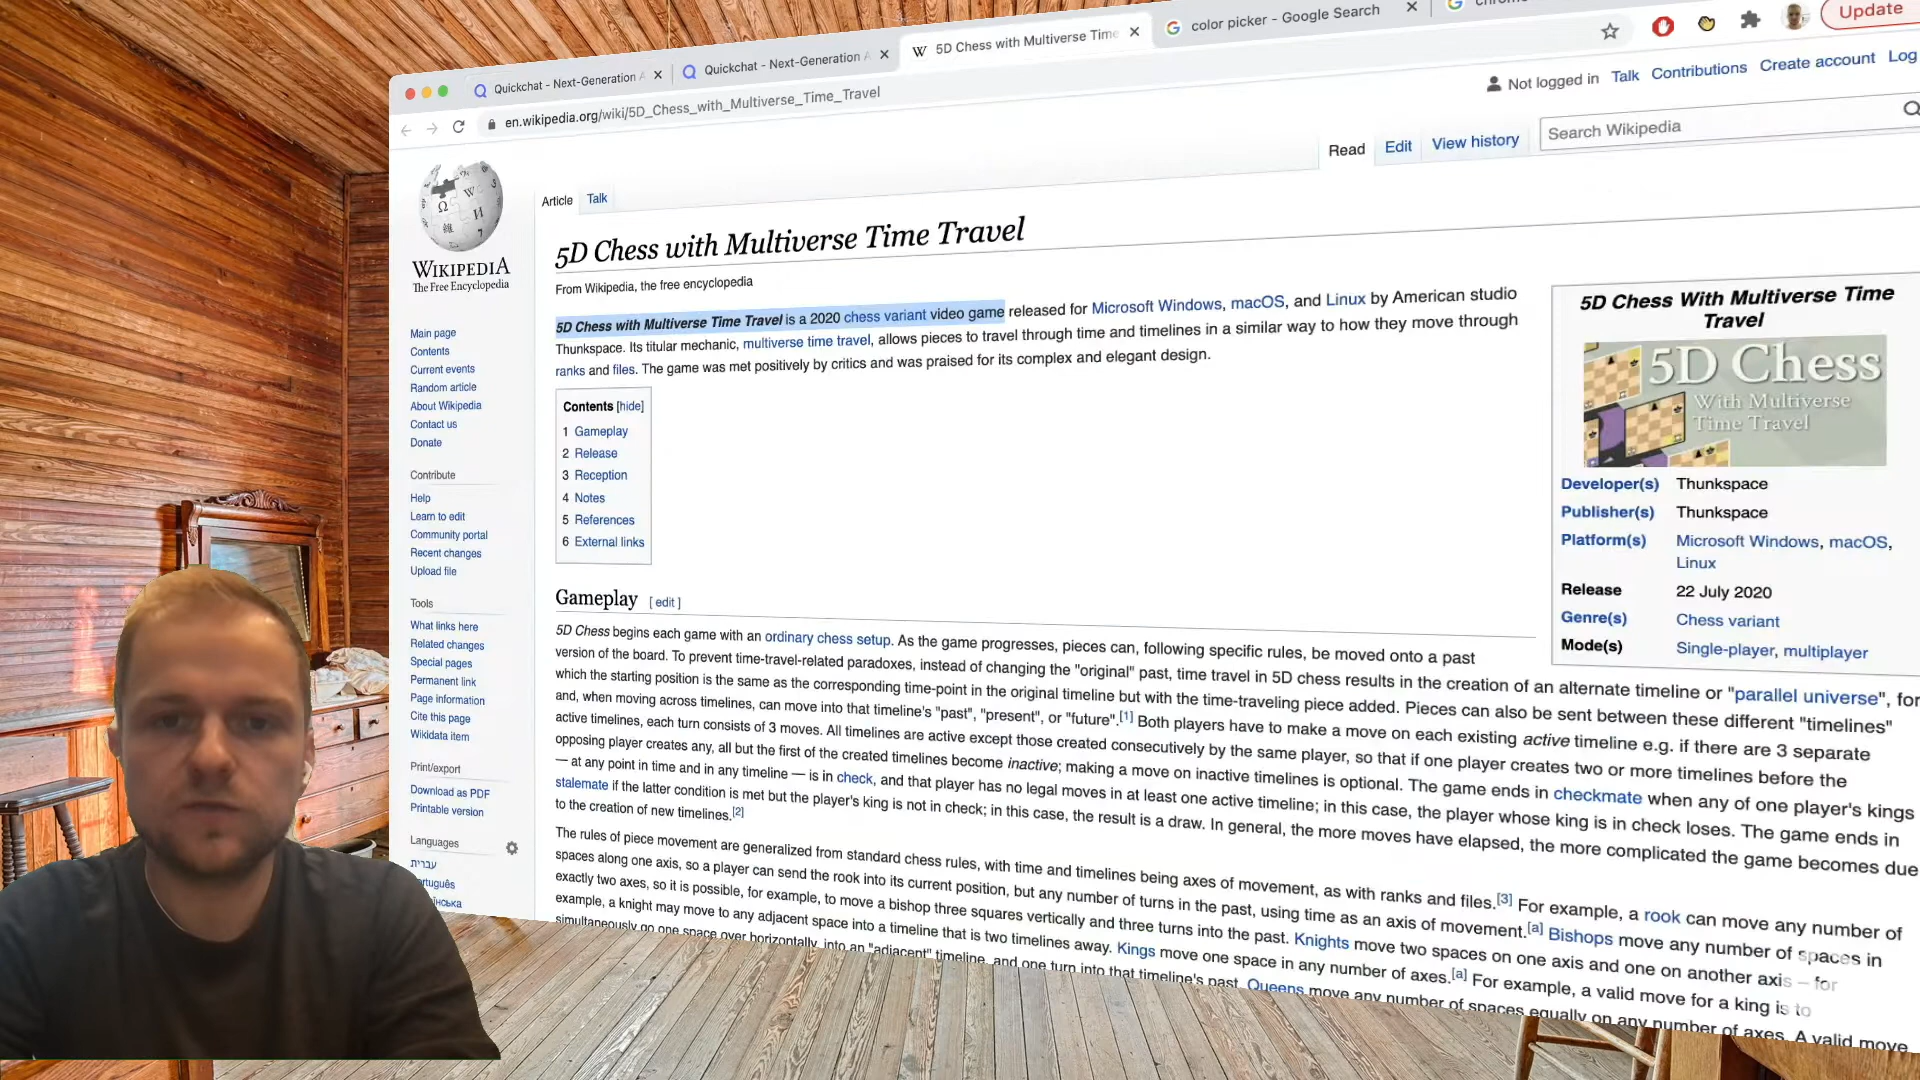 Quickchat - Next-Generation A
Quickchat - Next-Generation A
W 5D Chess with Multiverse Time
color picker - Google Search
Update
en.wikipedia.org/wiki/5D_Chess_with_Multiverse_Time_Travel
Not logged in Talk Contributions Create account Log
Read Edit View history
Search Wikipedia
WIKIPEDIA
The Free Encyclopedia
Main page
Contents
Current events
Random article
About Wikipedia
Contact us
Donate
Contribute
Help
Learn to edit
Community portal
Recent changes
Upload file
Tools
What links here
Related changes
Special pages
Permanent link
Page information
Cite this page
Wikidata item
Print/export
Download as PDF
Printable version
Languages
עברית
Article Talk
5D Chess with Multiverse Time Travel
From Wikipedia, the free encyclopedia
5D Chess with Multiverse Time Travel is a 2020 chess variant video game released for Microsoft Windows, macOS, and Linux by American studio
Thunkspace. Its titular mechanic, multiverse time travel, allows pieces to travel through time and timelines in a similar way to how they move through
ranks and files. The game was met positively by critics and was praised for its complex and elegant design.
Contents [hide]
1 Gameplay
2 Release
3 Reception
4 Notes
5 References
6 External links
5D Chess With Multiverse Time
Travel
5D Chess
With Multiverse
Time Travel
Developer(s) Thunkspace
Publisher(s) Thunkspace
Platform(s) Microsoft Windows, macOS,
Linux
Release 22 July 2020
Genre(s) Chess variant
Mode(s) Single-player, multiplayer
Gameplay [ edit ]
5D Chess begins each game with an ordinary chess setup. As the game progresses, pieces can, following specific rules, be moved onto a past
version of the board. To prevent time-travel-related paradoxes, instead of changing the "original" past, time travel in 5D chess results in the creation of an alternate timeline or "parallel universe", for
which the starting position is the same as the corresponding time-point in the original timeline but with the time-traveling piece added. Pieces can also be sent between these different "timelines"
and, when moving across timelines, can move into that timeline's "past", "present", or "future".[1] Both players have to make a move on each existing active timeline e.g. if there are 3 separate
active timelines, each turn consists of 3 moves. All timelines are active except those created consecutively by the same player, so that if one player creates two or more timelines before the
opposing player creates any, all but the first of the created timelines become inactive; making a move on inactive timelines is optional. The game ends in checkmate when any of one player's kings
— at any point in time and in any timeline — is in check, and that player has no legal moves in at least one active timeline; in this case, the player whose king is in check loses. The game ends in
stalemate if the latter condition is met but the player's king is not in check; in this case, the result is a draw. In general, the more moves have elapsed, the more complicated the game becomes due
to the creation of new timelines.[2]
The rules of piece movement are generalized from standard chess rules, with time and timelines being axes of movement, as with ranks and files.[3] For example, a rook can move any number of
spaces along one axis, so a player can send the rook into its current position, but any number of turns in the past, using time as an axis of movement.[a] Bishops move any number of spaces in
exactly two axes, so it is possible, for example, to move a bishop three squares vertically and three turns into the past. Knights move two spaces on one axis and one on another axis – for
example, a knight may move to any adjacent space into a timeline that is two timelines away. Kings move one space in any number of axes.[a] For example, a valid move for a king is to
simultaneously go one space over horizontally, into an "adjacent" timeline, and one turn into that timeline's past. Queens move any number of spaces equally on any number of axes. A valid move